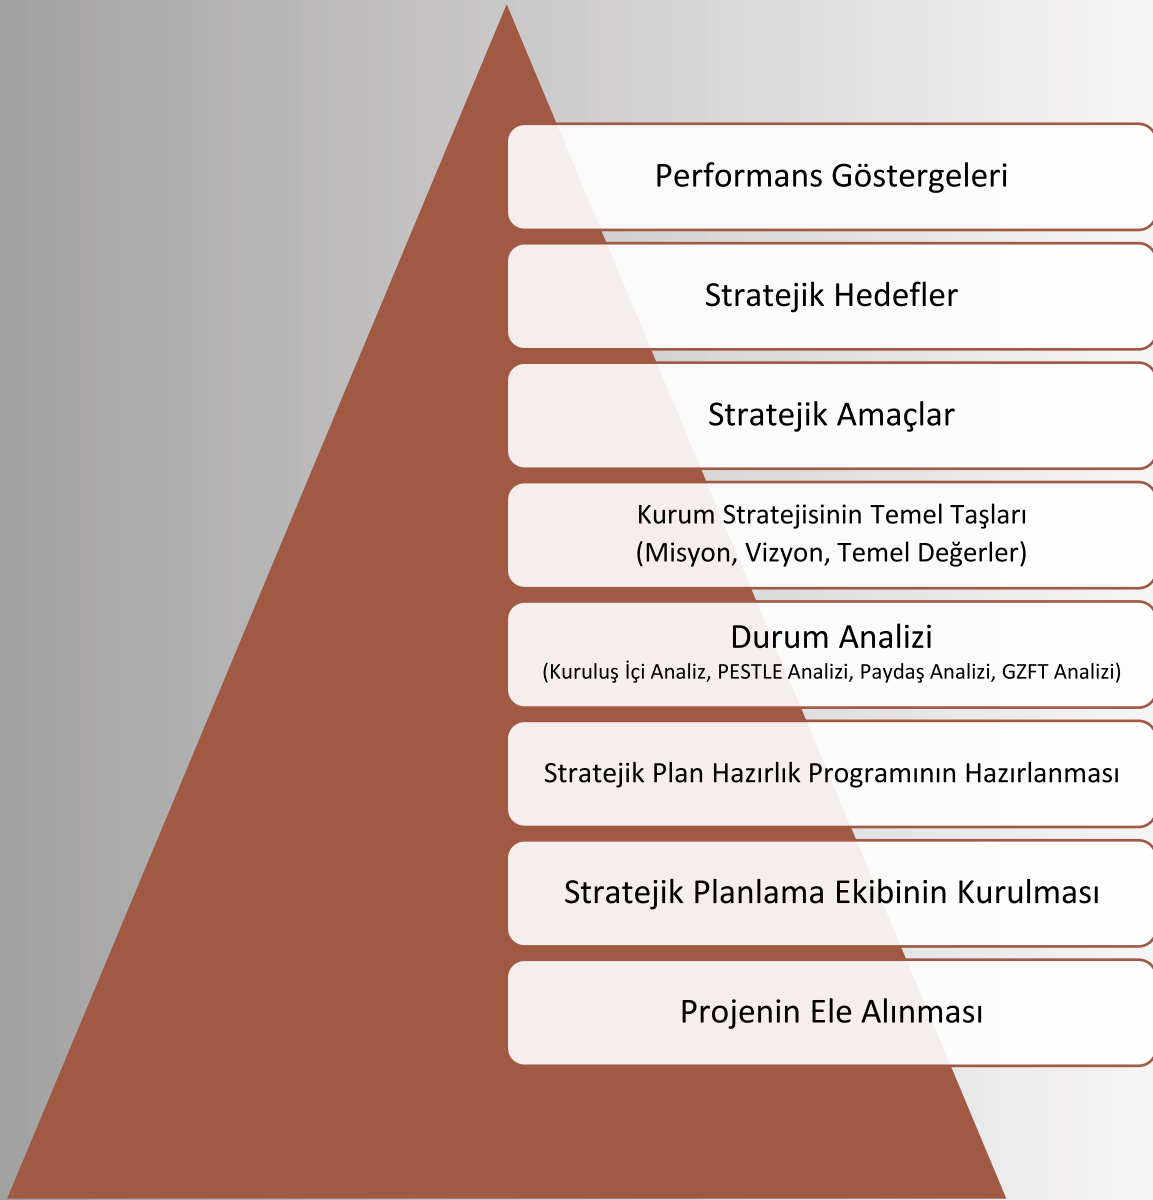 Performans Göstergeleri
Stratejik Hedefler
Stratejik Amaçlar
Kurum Stratejisinin Temel Taşları
(Misyon, Vizyon, Temel Değerler)
Durum Analizi
(Kuruluş İçi Analiz, PESTLE Analizi, Paydaş Analizi, GZFT Analizi)
Stratejik Plan Hazırlık Programının Hazırlanması
Stratejik Planlama Ekibinin Kurulması
Projenin Ele Alınması